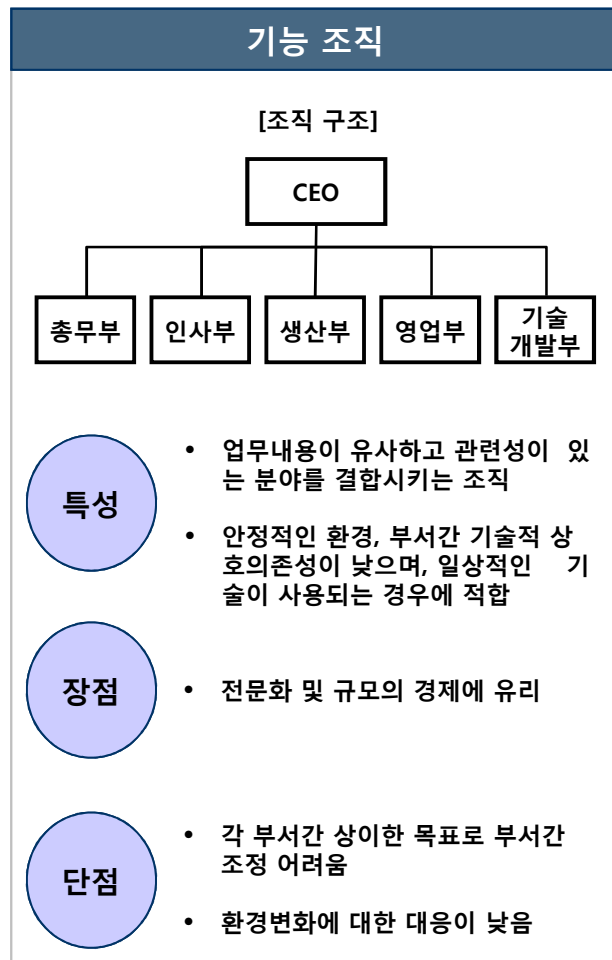 기능 조직
[조직 구조]
CEO
총무부 인사부 생산부 영업부 기술
개발부
특성
• 업무내용이 유사하고 관련성이 있
는 분야를 결합시키는 조직
• 안정적인 환경, 부서간 기술적 상
호의존성이 낮으며, 일상적인 기
술이 사용되는 경우에 적합
장점
• 전문화 및 규모의 경제에 유리
단점
• 각 부서간 상이한 목표로 부서간
조정 어려움
• 환경변화에 대한 대응이 낮음